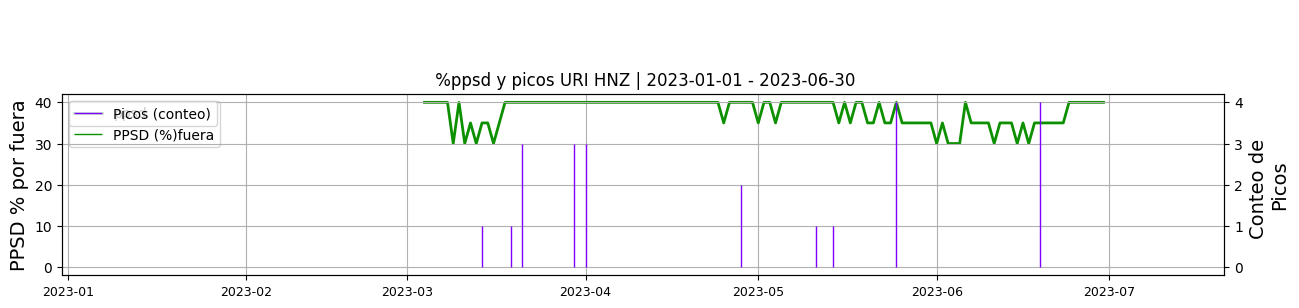 %ppsd y picos URI HNZ | 2023-01-01 - 2023-06-30
PPSD % por fuera
40
30
20
10
0
Picos (conteo)
PPSD (%)fuera
4
3
2
1
0
Conteo de
Picos
2023-01
2023-02
2023-03
2023-04
2023-05
2023-06
2023-07